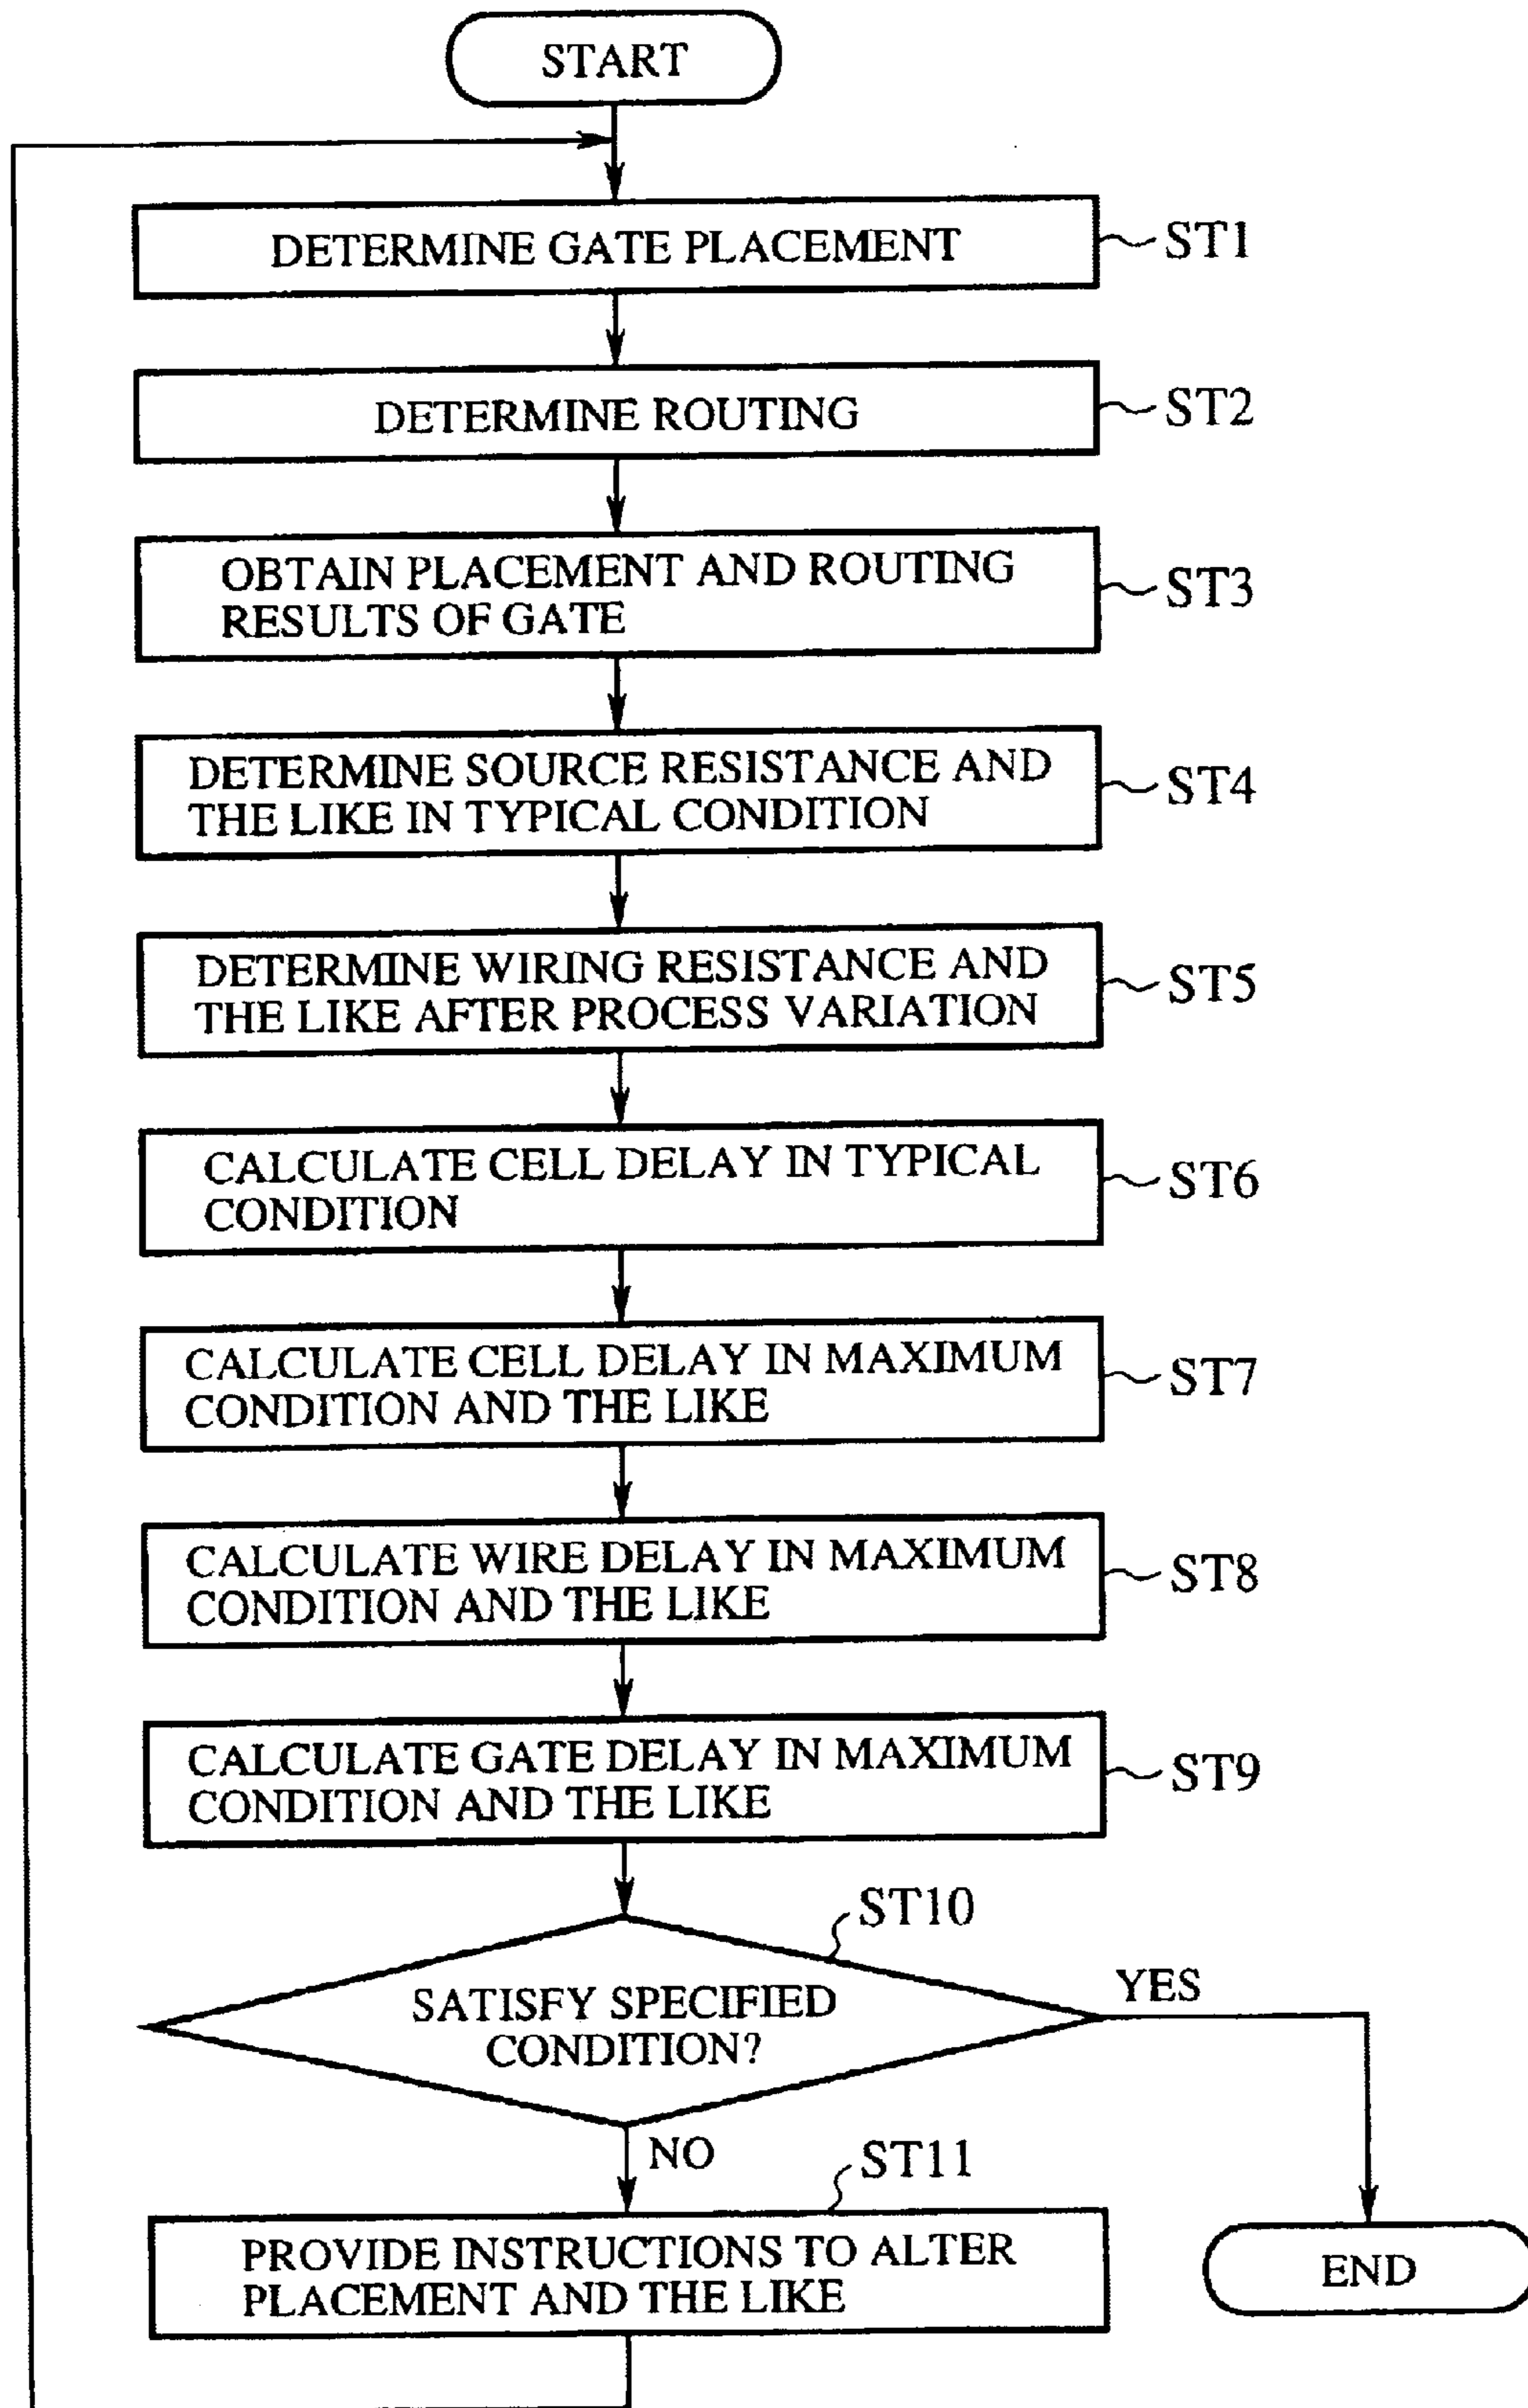 START
DETERMINE GATE PLACEMENT
ST1
DETERMINE ROUTING
ST2
OBTAIN PLACEMENT AND ROUTING
RESULTS OF GATE
ST3
DETERMINE SOURCE RESISTANCE AND
THE LIKE IN TYPICAL CONDITION
ST4
DETERMINE WIRING RESISTANCE AND
THE LIKE AFTER PROCESS VARIATION
ST5
CALCULATE CELL DELAY IN TYPICAL
CONDITION
ST6
CALCULATE CELL DELAY IN MAXIMUM
CONDITION AND THE LIKE
ST7
CALCULATE WIRE DELAY IN MAXIMUM
CONDITION AND THE LIKE
ST8
CALCULATE GATE DELAY IN MAXIMUM
CONDITION AND THE LIKE
ST9
ST10
SATISFY SPECIFIED
CONDITION?
YES
NO
ST11
PROVIDE INSTRUCTIONS TO ALTER
PLACEMENT AND THE LIKE
END